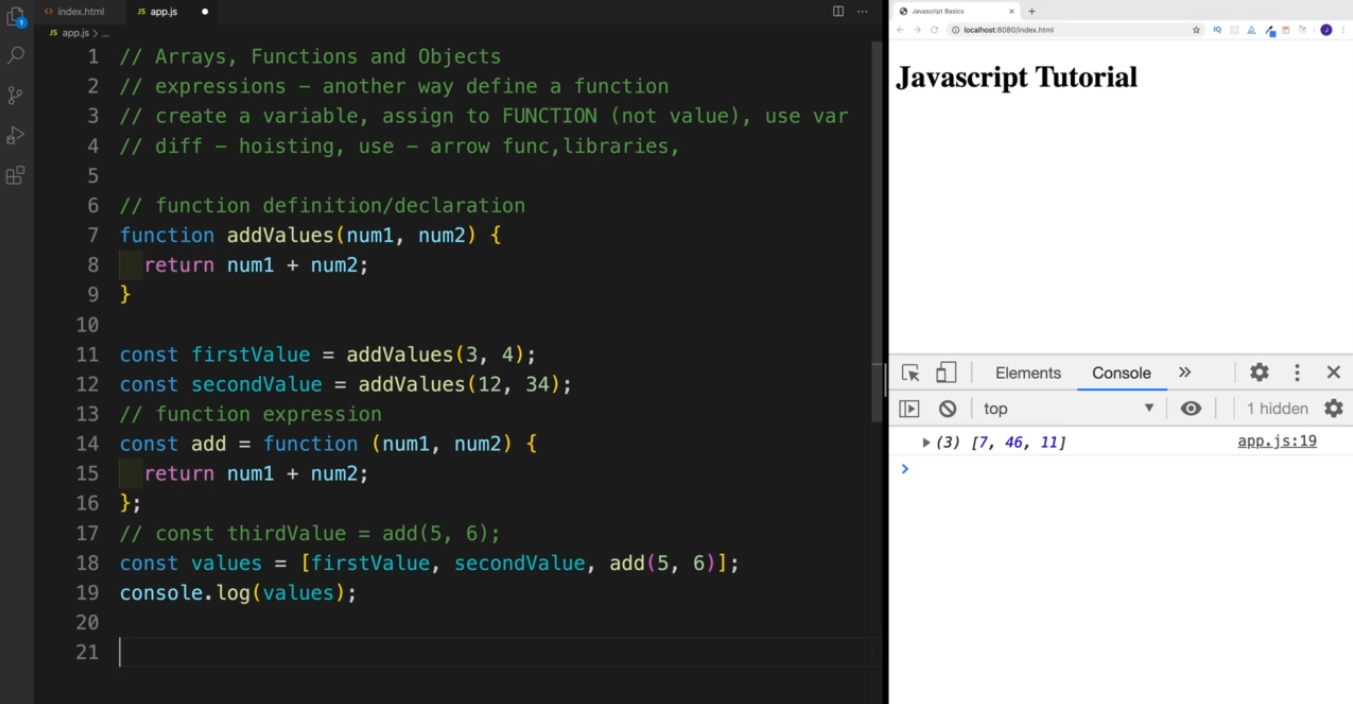 index.html
JS app.js
JS app.js > ...
1 // Arrays, Functions and Objects
2 // expressions - another way define a function
3 // create a variable, assign to FUNCTION (not value), use var
4 // diff - hoisting, use - arrow func,libraries,
5
6 // function definition/declaration
7 function addValues(num1, num2) {
8 return num1 + num2;
9 }
10
11 const firstValue = addValues(3, 4);
12 const secondValue = addValues(12, 34);
13 // function expression
14 const add = function (num1, num2) {
15 return num1 + num2;
16 };
17 // const thirdValue = add(5, 6);
18 const values = [firstValue, secondValue, add(5, 6)];
19 console.log(values);
20
21
1
Javascript Basics
localhost:8080/index.html
IQ
J
Javascript Tutorial
Elements Console
top 1 hidden
(3) [7, 46, 11] app.js:19